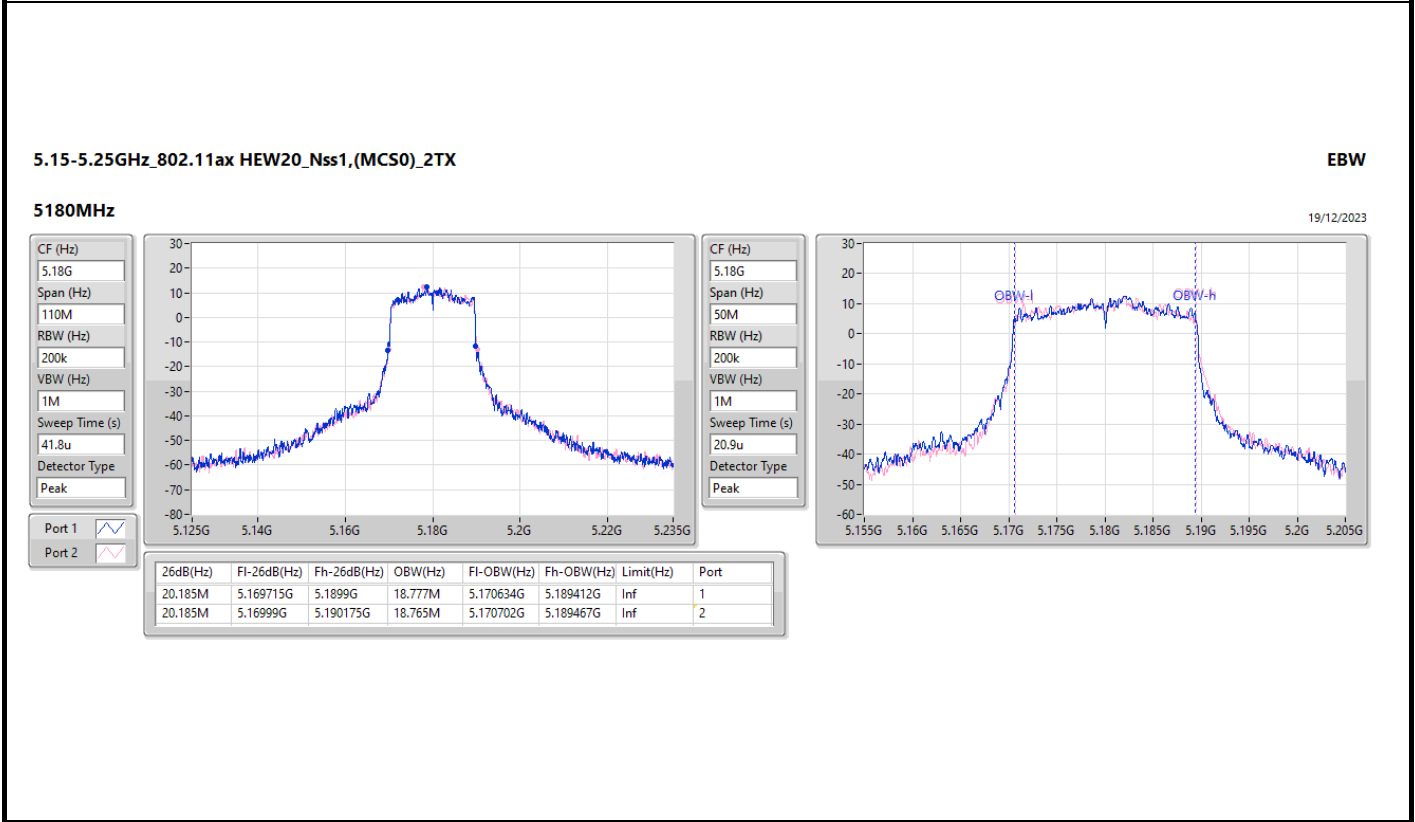 5.15-5.25GHz_802.11ax HEW20_Nss1,(MCS0)_2TX
EBW
5180MHz
19/12/2023
CF (Hz)
5.18G
Span (Hz)
110M
RBW (Hz)
200k
VBW (Hz)
1M
Sweep Time (s)
41.8u
Detector Type
Peak
Port 1
Port 2
30
20
10
0
-10
-20
-30
-40
-50
-60
-70
-80
5.125G 5.14G 5.16G 5.18G 5.2G 5.22G 5.235G
CF (Hz)
5.18G
Span (Hz)
50M
RBW (Hz)
200k
VBW (Hz)
1M
Sweep Time (s)
20.9u
Detector Type
Peak
30
20
10
0
-10
-20
-30
-40
-50
-60
OBW-l OBW-h
5.155G 5.16G 5.165G 5.17G 5.175G 5.18G 5.185G 5.19G 5.195G 5.2G 5.205G
26dB(Hz) Fl-26dB(Hz) Fh-26dB(Hz) OBW(Hz) Fl-OBW(Hz) Fh-OBW(Hz) Limit(Hz) Port
20.185M 5.169715G 5.1899G 18.777M 5.170634G 5.189412G Inf 1
20.185M 5.16999G 5.190175G 18.765M 5.170702G 5.189467G Inf 2